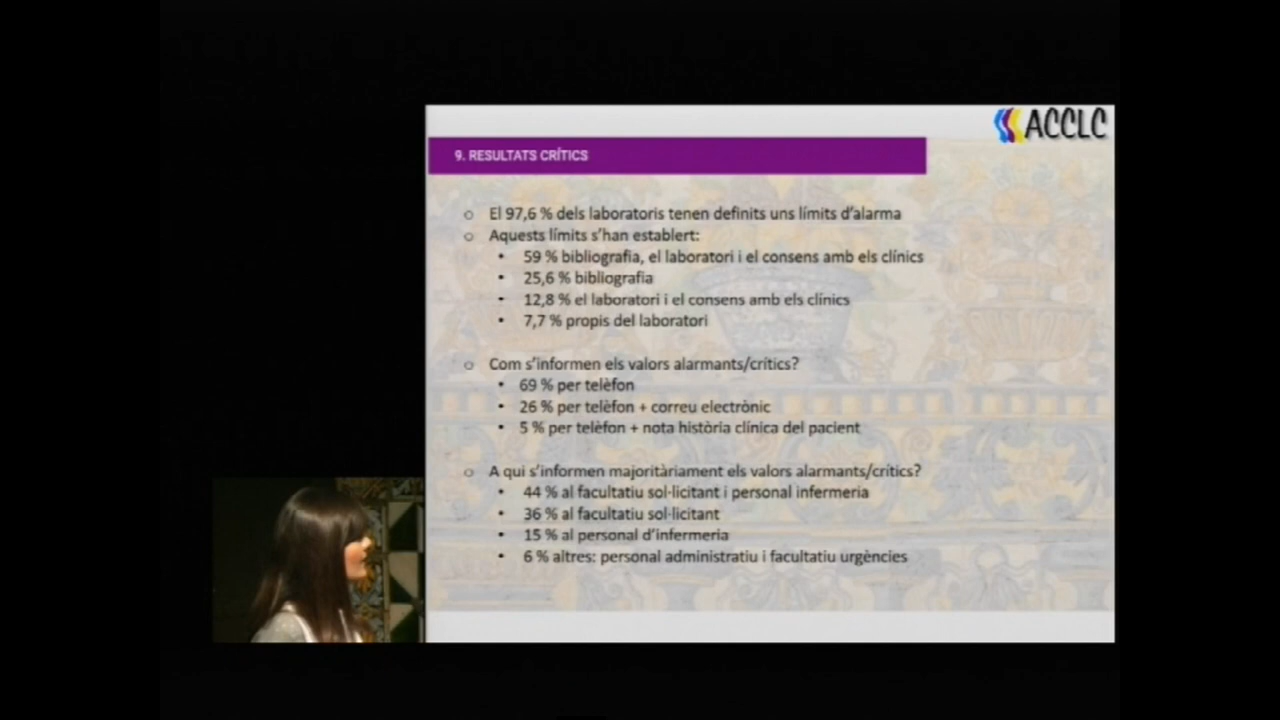 ACCLC
9. RESULTATS CRÍTICS
El 97,6 % dels laboratoris tenen definits uns límits d'alarma
Aquests límits s'han establert:
59 % bibliografia, el laboratori i el consens amb els clínics
25,6 % bibliografia
12,8 % el laboratori i el consens amb els clínics
7,7 % propis del laboratori
Com s'informen els valors alarmants/crítics?
69 % per telèfon
26 % per telèfon + correu electrònic
5 % per telèfon + nota història clínica del pacient
A qui s'informen majoritàriament els valors alarmants/crítics?
44 % al facultatiu sol·licitant i personal infermeria
36 % al facultatiu sol·licitant
15 % al personal d'infermeria
6 % altres: personal administratiu i facultatiu urgències